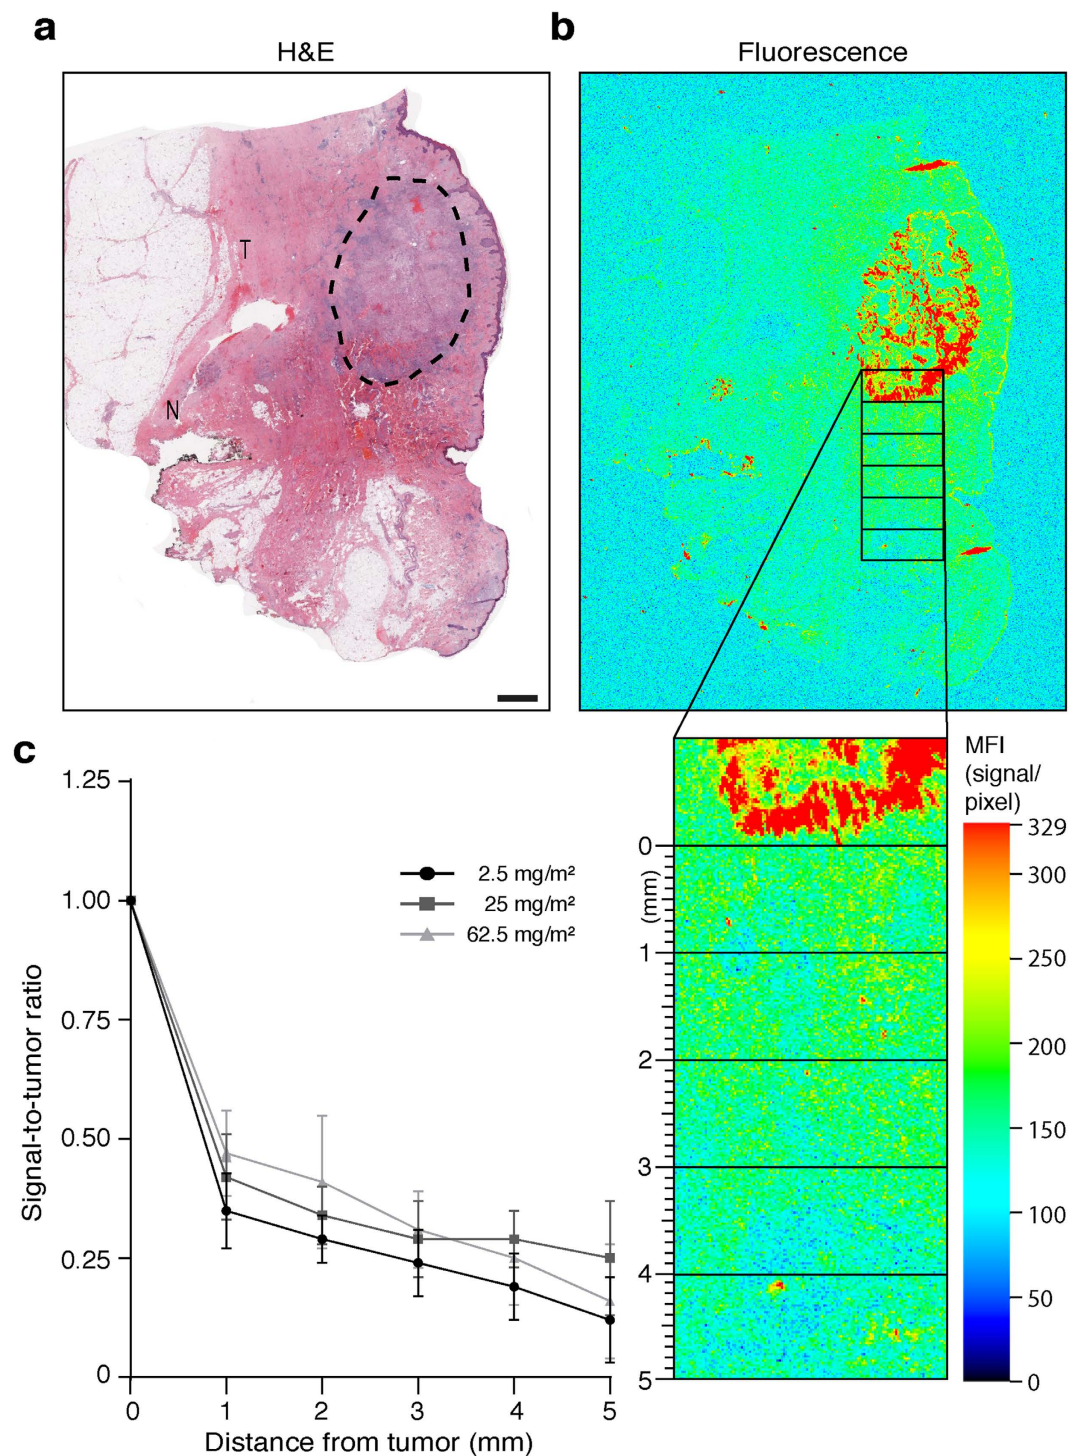 a
H&E
T
N
b
Fluorescence
c
1.25
1.00
0.75
0.50
0.25
0
Signal-to-tumor ratio
2.5 mg/m²
25 mg/m²
62.5 mg/m²
0 1 2 3 4 5
Distance from tumor (mm)
0
(mm)
1
2
3
4
5
MFI
(signal/
pixel)
329
300
250
200
150
100
50
0